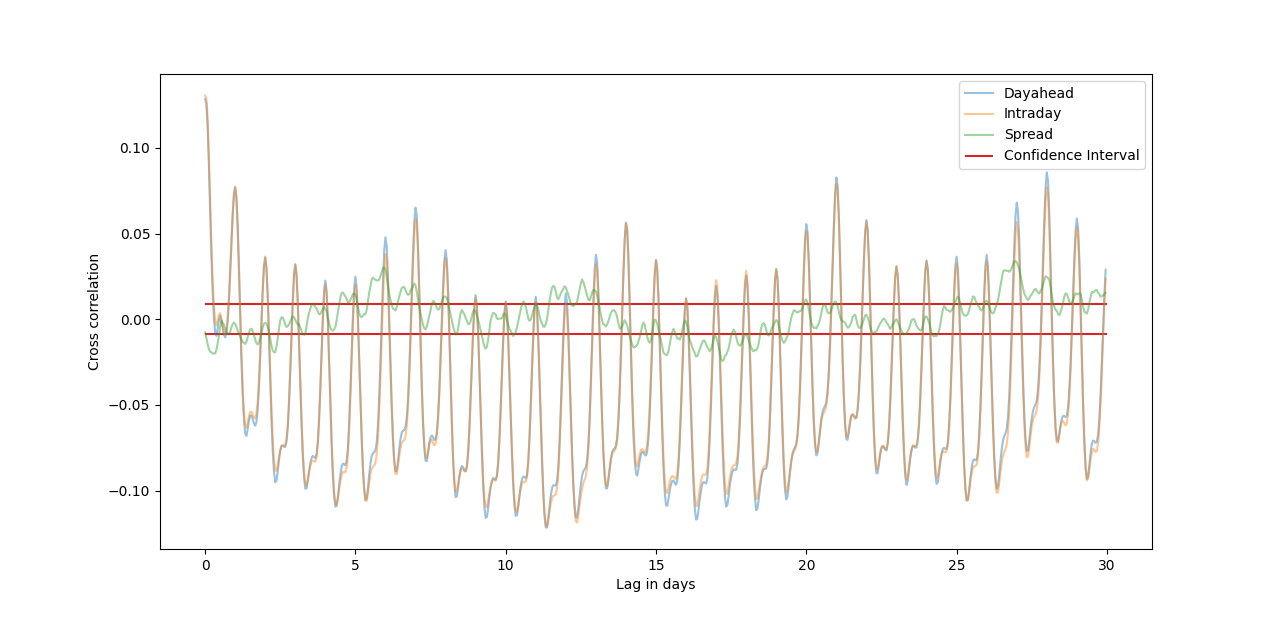 Dayahead
Intraday
Spread
Confidence Interval
Cross correlation
0.10
0.05
0.00
−0.05
−0.10
0
5
10
15
20
25
30
Lag in days